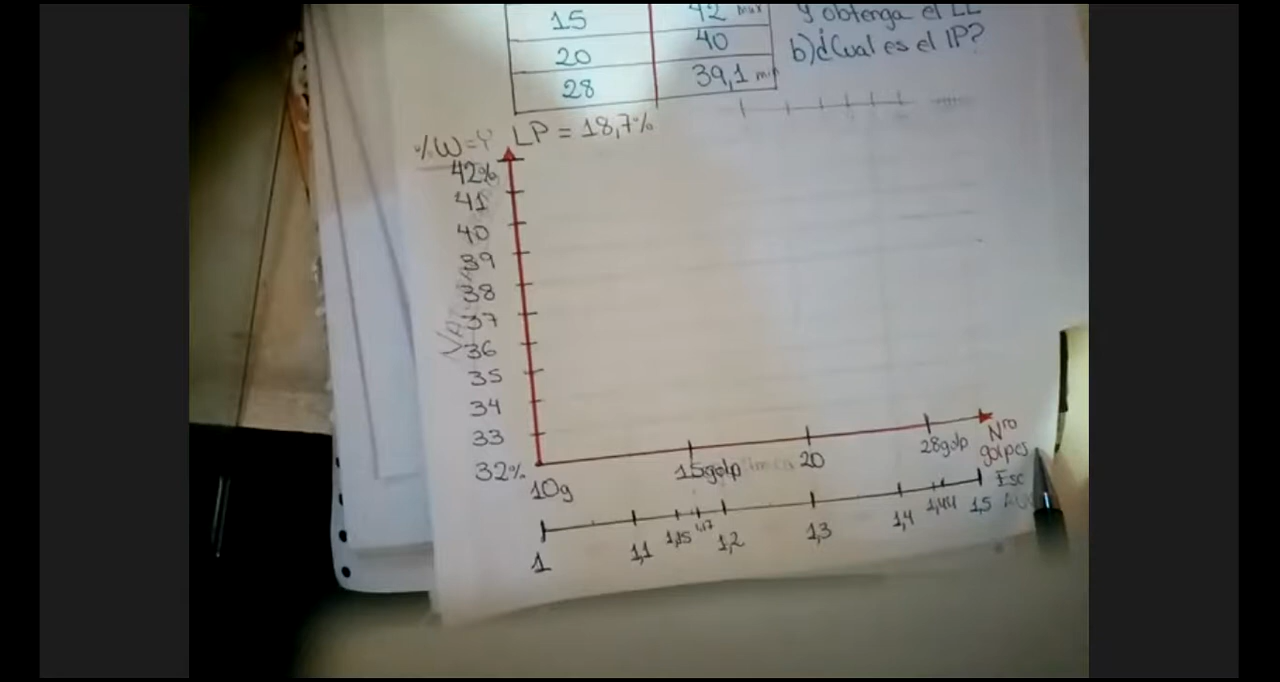 15 42 max
y obtenga el LL
20 40
b) ¿Cual es el IP?
28 39,1 min
LP = 18,7%
%W=Y
42%
41
40
39
38
37
36
35
34
33
32%
10g 15golp 20 28golp Nro golpes
1 1,1 1,15 1,17 1,2 1,3 1,4 1,44 1,5 Esc